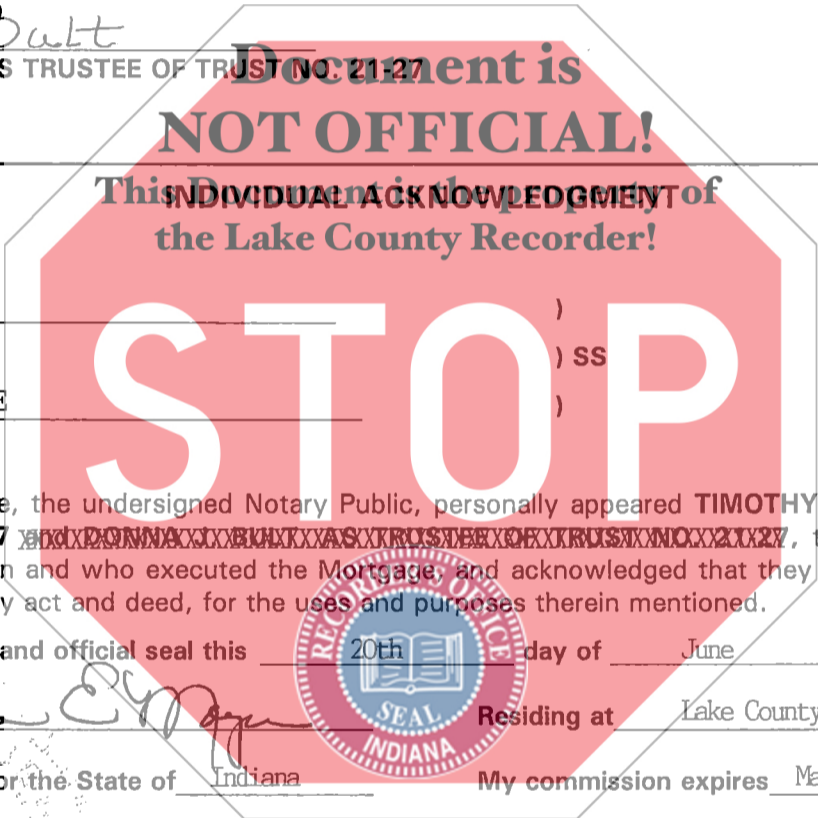 Bult
S TRUSTEE OF TRUST NO. 21-27
Document is
NOT OFFICIAL!
INDIVIDUAL ACKNOWLEDGMENT
This Document is the property of
the Lake County Recorder!
)
) SS
)
STOP
e, the undersigned Notary Public, personally appeared TIMOTHY
7 and DONNA J. BULT, AS TRUSTEE OF TRUST NO. 21-27, t
n and who executed the Mortgage, and acknowledged that they
y act and deed, for the uses and purposes therein mentioned.
and official seal this 20th day of June
Residing at Lake County
or the State of Indiana My commission expires Ma
RECORDER'S OFFICE
SEAL
INDIANA